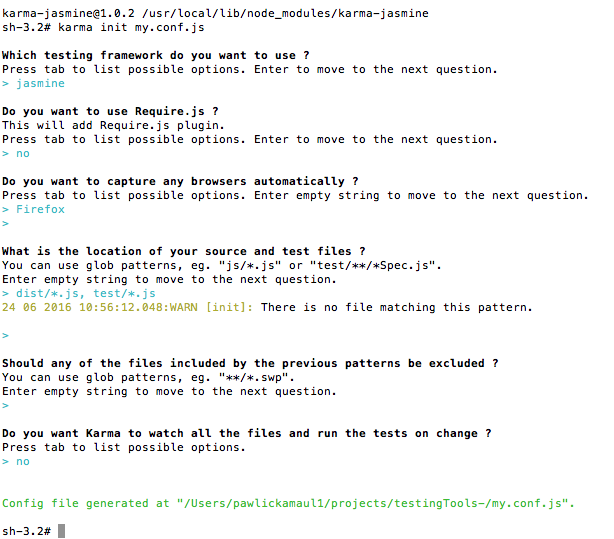 karma-jasmine@1.0.2 /usr/local/lib/node_modules/karma-jasmine
sh-3.2# karma init my.conf.js
Which testing framework do you want to use ?
Press tab to list possible options. Enter to move to the next question.
> jasmine
Do you want to use Require.js ?
This will add Require.js plugin.
Press tab to list possible options. Enter to move to the next question.
> no
Do you want to capture any browsers automatically ?
Press tab to list possible options. Enter empty string to move to the next question.
> Firefox
>
What is the location of your source and test files ?
You can use glob patterns, eg. "js/*.js" or "test/**/*Spec.js".
Enter empty string to move to the next question.
> dist/*.js, test/*.js
24 06 2016 10:56:12.048:WARN [init]: There is no file matching this pattern.
>
Should any of the files included by the previous patterns be excluded ?
You can use glob patterns, eg. "**/*.swp".
Enter empty string to move to the next question.
>
Do you want Karma to watch all the files and run the tests on change ?
Press tab to list possible options.
> no
Config file generated at "/Users/pawlickamaul1/projects/testingTools-/my.conf.js".
sh-3.2#